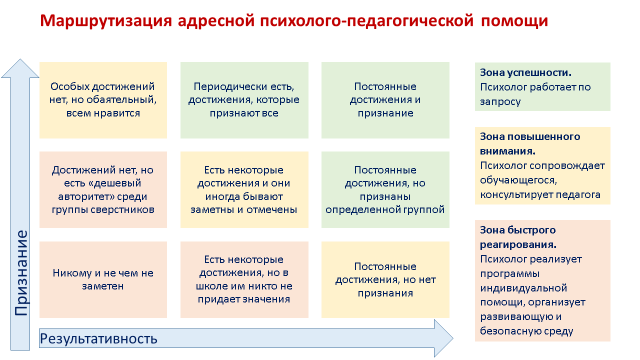 Маршрутизация адресной психолого-педагогической помощи
Особых достижений
нет, но обаятельный,
всем нравится
Периодически есть,
достижения, которые
признают все
Постоянные
достижения и
признание
Зона успешности.
Психолог работает по
запросу
Достижений нет, но
есть «дешевый
авторитет» среди
группы сверстников
Есть некоторые
достижения и они
иногда бывают
заметны и отмечены
Постоянные
достижения, но
признаны
определенной группой
Зона повышенного
внимания.
Психолог сопровождает
обучающегося,
консультирует педагога
Никому и не чем не
заметен
Есть некоторые
достижения, но в
школе им никто не
придает значения
Постоянные
достижения, но нет
признания
Зона быстрого
реагирования.
Психолог реализует
программы
индивидуальной
помощи, организует
развивающую и
безопасную среду
Признание
Результативность